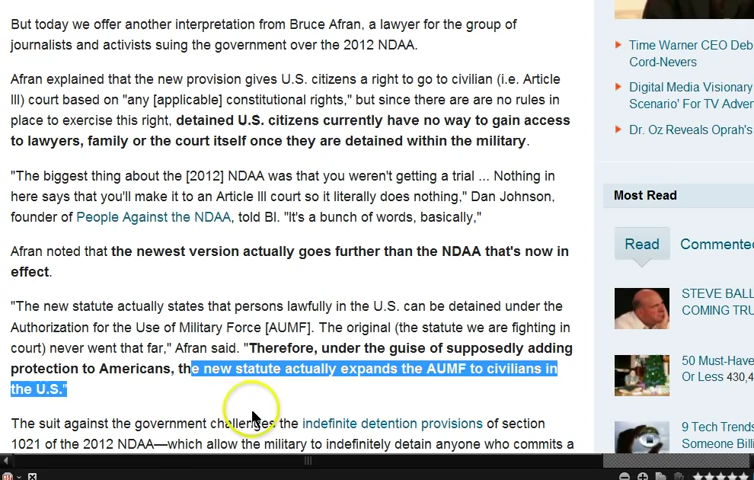 But today we offer another interpretation from Bruce Afran, a lawyer for the group of
journalists and activists suing the government over the 2012 NDAA.
Afran explained that the new provision gives U.S. citizens a right to go to civilian (i.e. Article
III) court based on "any [applicable] constitutional rights," but since there are are no rules in
place to exercise this right, detained U.S. citizens currently have no way to gain access
to lawyers, family or the court itself once they are detained within the military.
"The biggest thing about the [2012] NDAA was that you weren't getting a trial ... Nothing in
here says that you'll make it to an Article III court so it literally does nothing," Dan Johnson,
founder of People Against the NDAA, told BI. "It's a bunch of words, basically,"
Afran noted that the newest version actually goes further than the NDAA that's now in
effect.
"The new statute actually states that persons lawfully in the U.S. can be detained under the
Authorization for the Use of Military Force [AUMF]. The original (the statute we are fighting in
court) never went that far," Afran said. "Therefore, under the guise of supposedly adding
protection to Americans, the new statute actually expands the AUMF to civilians in
the U.S."
The suit against the government challenges the indefinite detention provisions of section
1021 of the 2012 NDAA—which allow the military to indefinitely detain anyone who commits a
Time Warner CEO Deb
Cord-Nevers
Digital Media Visionary
Scenario' For TV Adver
Dr. Oz Reveals Oprah's
Most Read
Read Commented
STEVE BALL
COMING TRU
50 Must-Have
Or Less 430,4
9 Tech Trends
Someone Billi